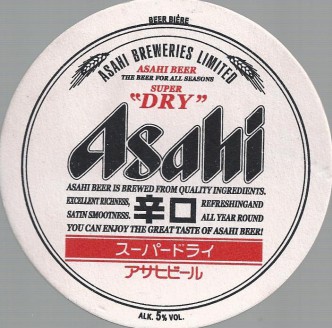 BEER BIÈRE
ASAHI BREWERIES LIMITED
ASAHI BEER
THE BEER FOR ALL SEASONS
SUPER
"DRY"
Asahi
ASAHI BEER IS BREWED FROM QUALITY INGREDIENTS.
EXCELLENT RICHNESS, 辛口 REFRESHINGAND
SATIN SMOOTNESS. ALL YEAR ROUND
YOU CAN ENJOY THE GREAT TASTE OF ASAHI BEER!
スーパードライ
アサヒビール
ALK. 5% VOL.